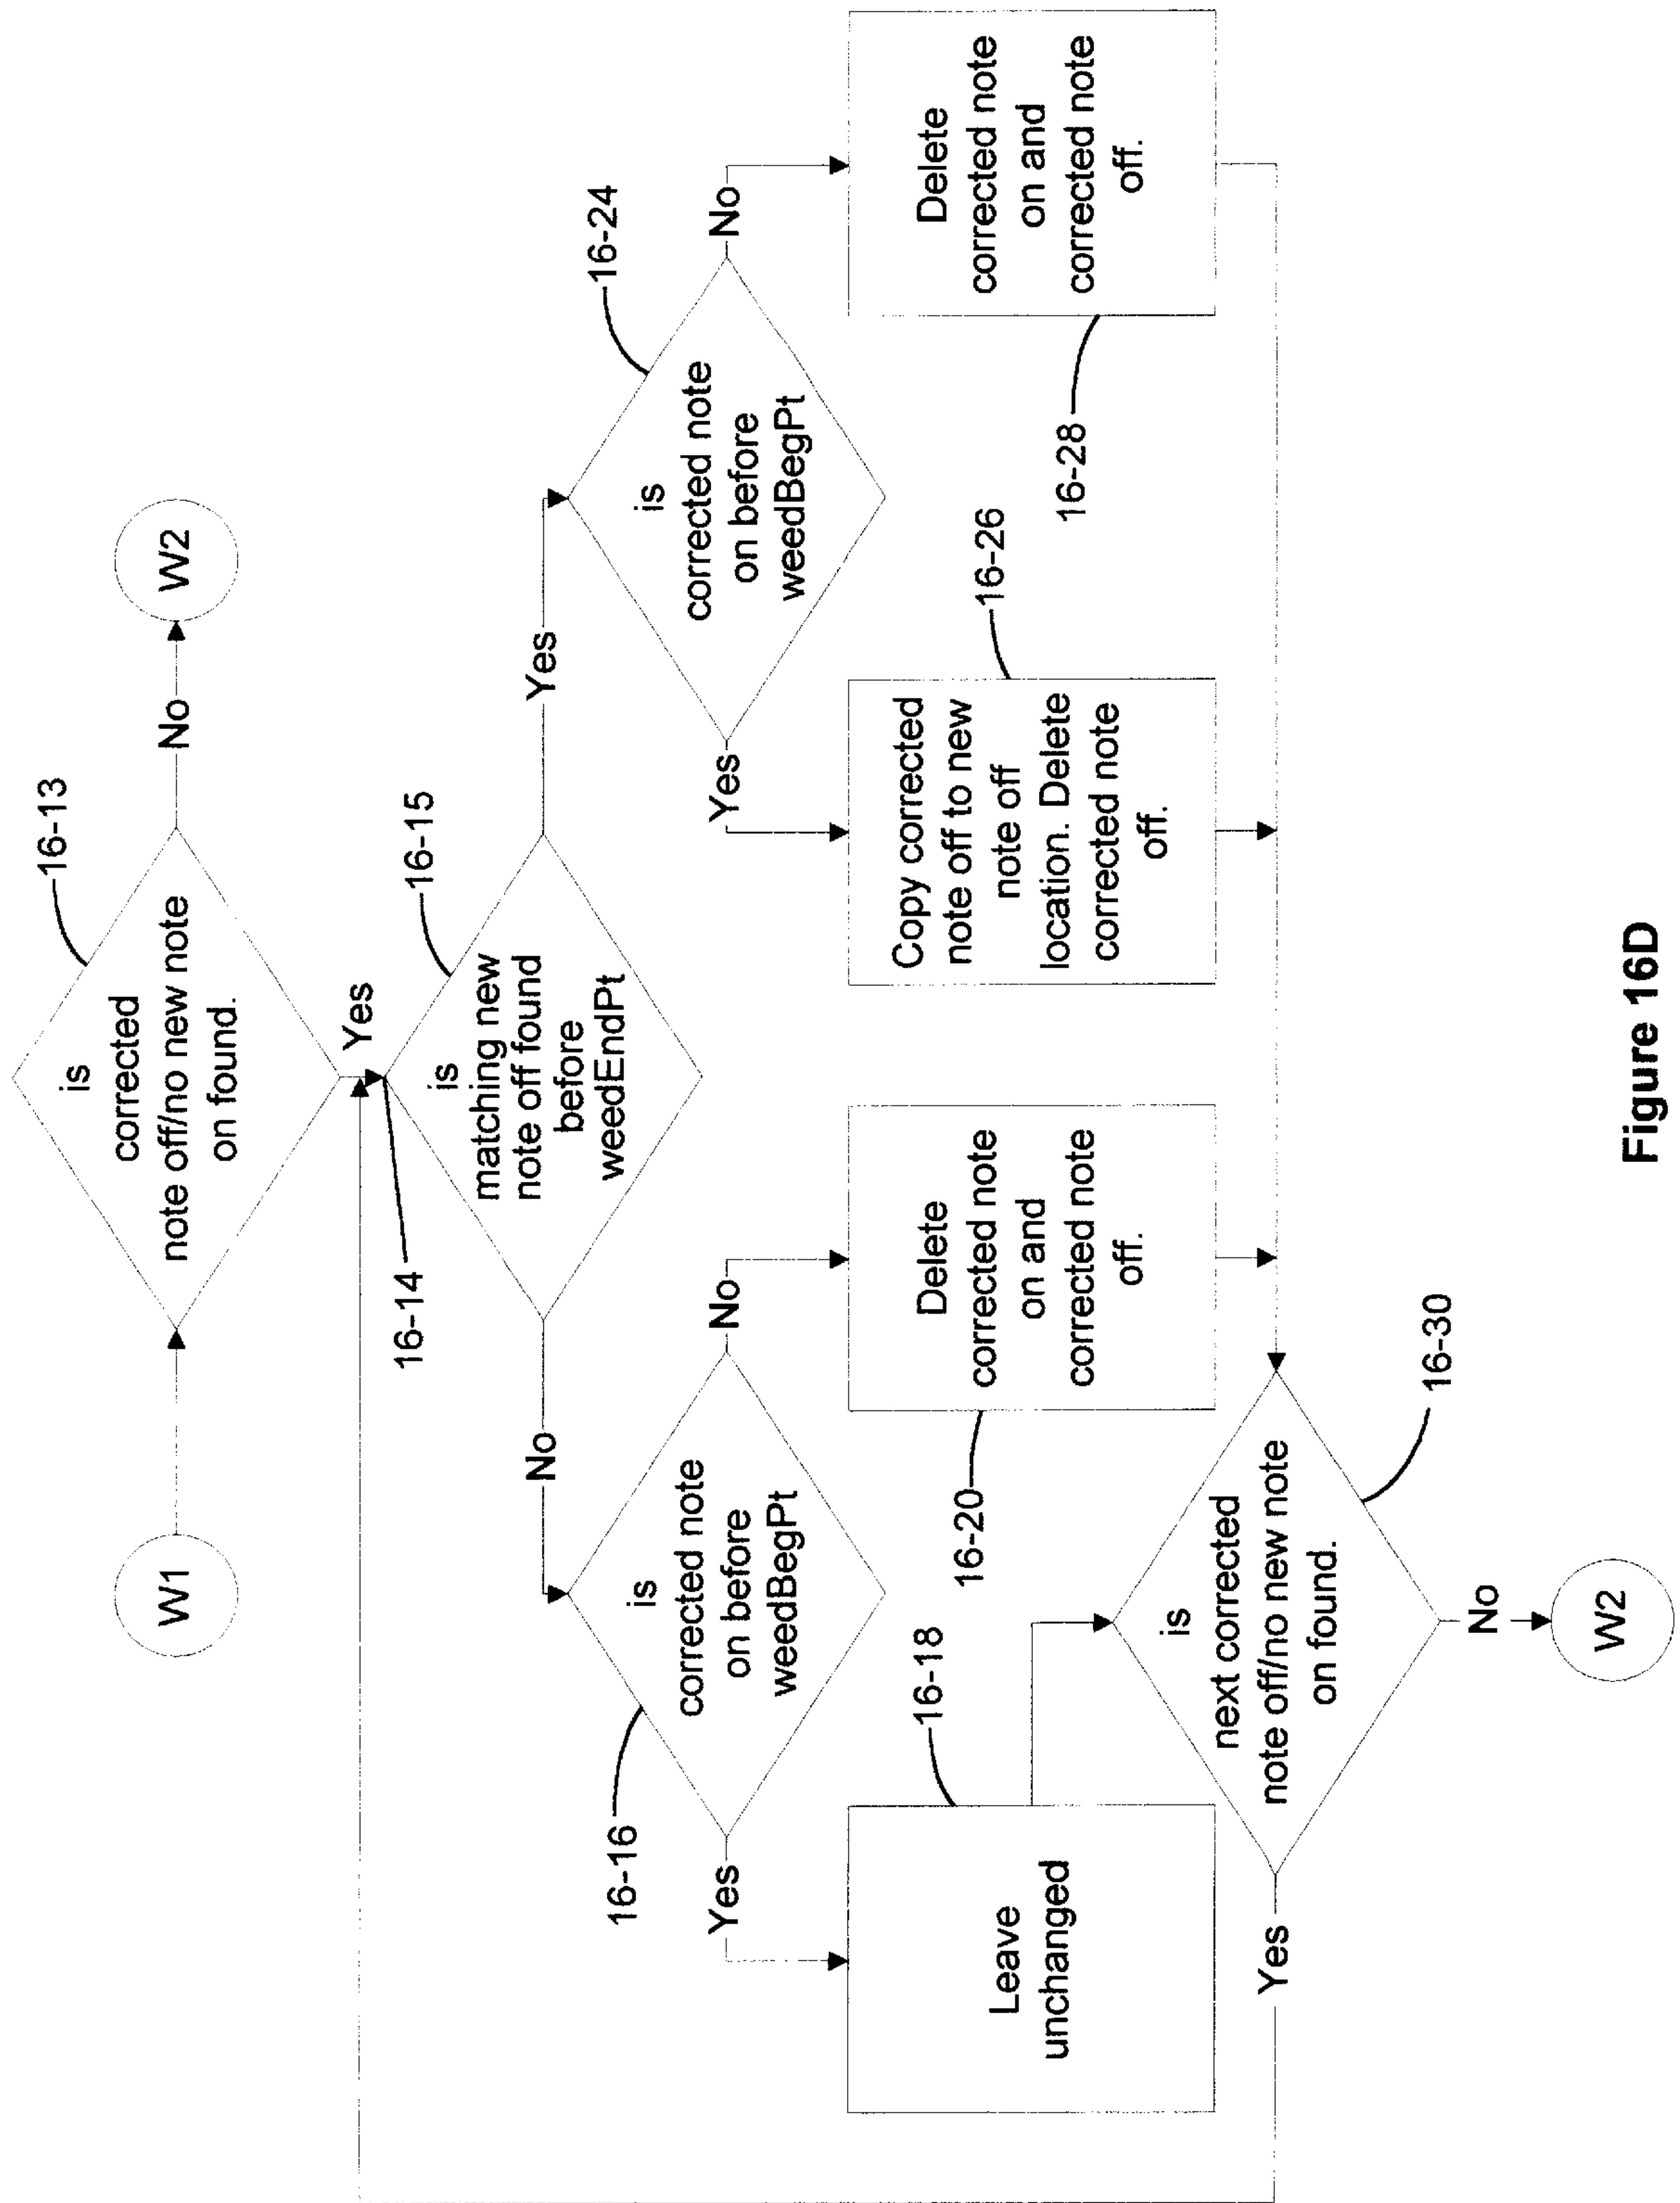 W1
is
corrected
note off/no new note
on found.
16-13
No
W2
Yes
16-14
is
matching new
note off found
before
weedEndPt
16-15
No
Yes
is
corrected note
on before
weedBegPt
16-16
Yes
No
is
corrected note
on before
weedBegPt
16-24
Yes
No
Leave
unchanged
16-18
Delete
corrected note
on and
corrected note
off.
16-20
Copy corrected
note off to new
note off
location. Delete
corrected note
off.
16-26
Delete
corrected note
on and
corrected note
off.
16-28
is
next corrected
note off/no new note
on found.
16-30
Yes
No
W2
Figure 16D